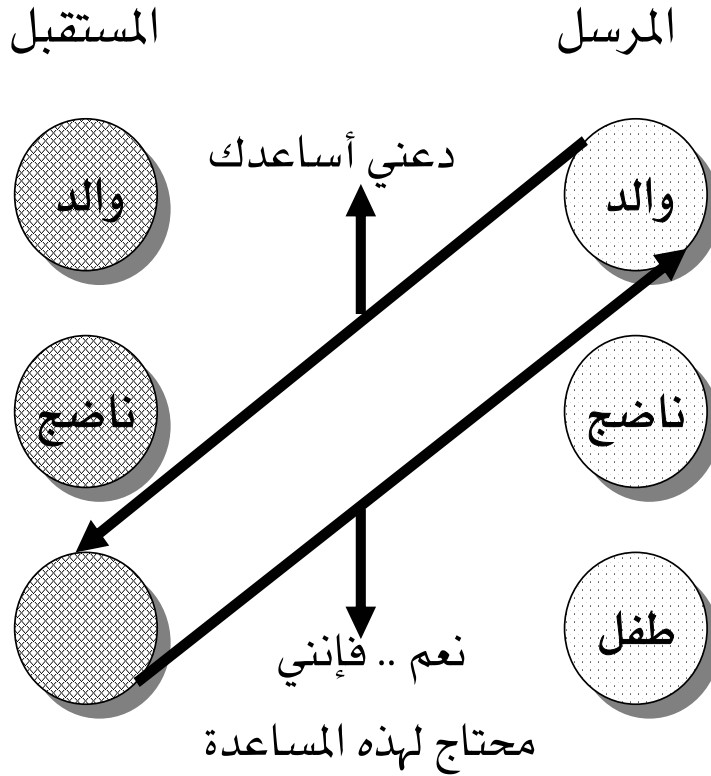 المرسل
المستقبل
والد
دعني أساعدك
والد
ناضج
ناضج
طفل
نعم .. فإنني
محتاج لهذه المساعدة